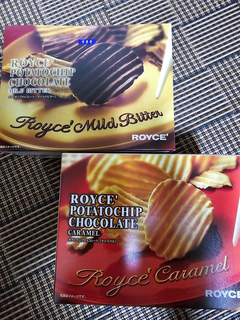 ROYCE'
POTATOCHIP
CHOCOLATE
MILD BITTER
Royce' Mild Bitter
ROYCE'
ROYCE'
POTATOCHIP
CHOCOLATE
CARAMEL
Royce' Caramel
ROYCE'